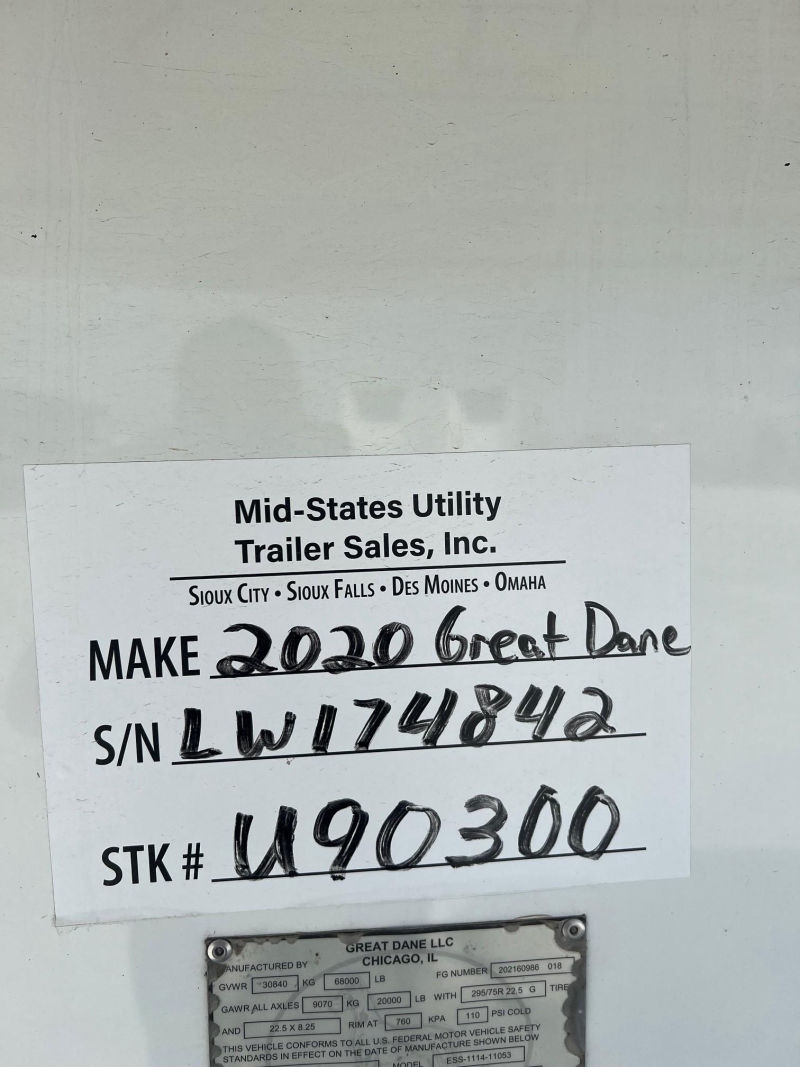 Mid-States Utility
Trailer Sales, Inc.
Sioux City • Sioux Falls • Des Moines • Omaha
MAKE 2020 Great Dane
S/N LW174842
STK # U90300
GREAT DANE LLC
CHICAGO, IL
MANUFACTURED BY FG NUMBER 202160986 018
GVWR 30840 KG 68000 LB
GAWR ALL AXLES 9070 KG 20000 LB WITH 295/75R 22.5 G TIRE
AND 22.5 X 8.25 RIM AT 760 KPA 110 PSI COLD
THIS VEHICLE CONFORMS TO ALL U.S. FEDERAL MOTOR VEHICLE SAFETY
STANDARDS IN EFFECT ON THE DATE OF MANUFACTURE SHOWN BELOW
MODEL ESS-1114-11053